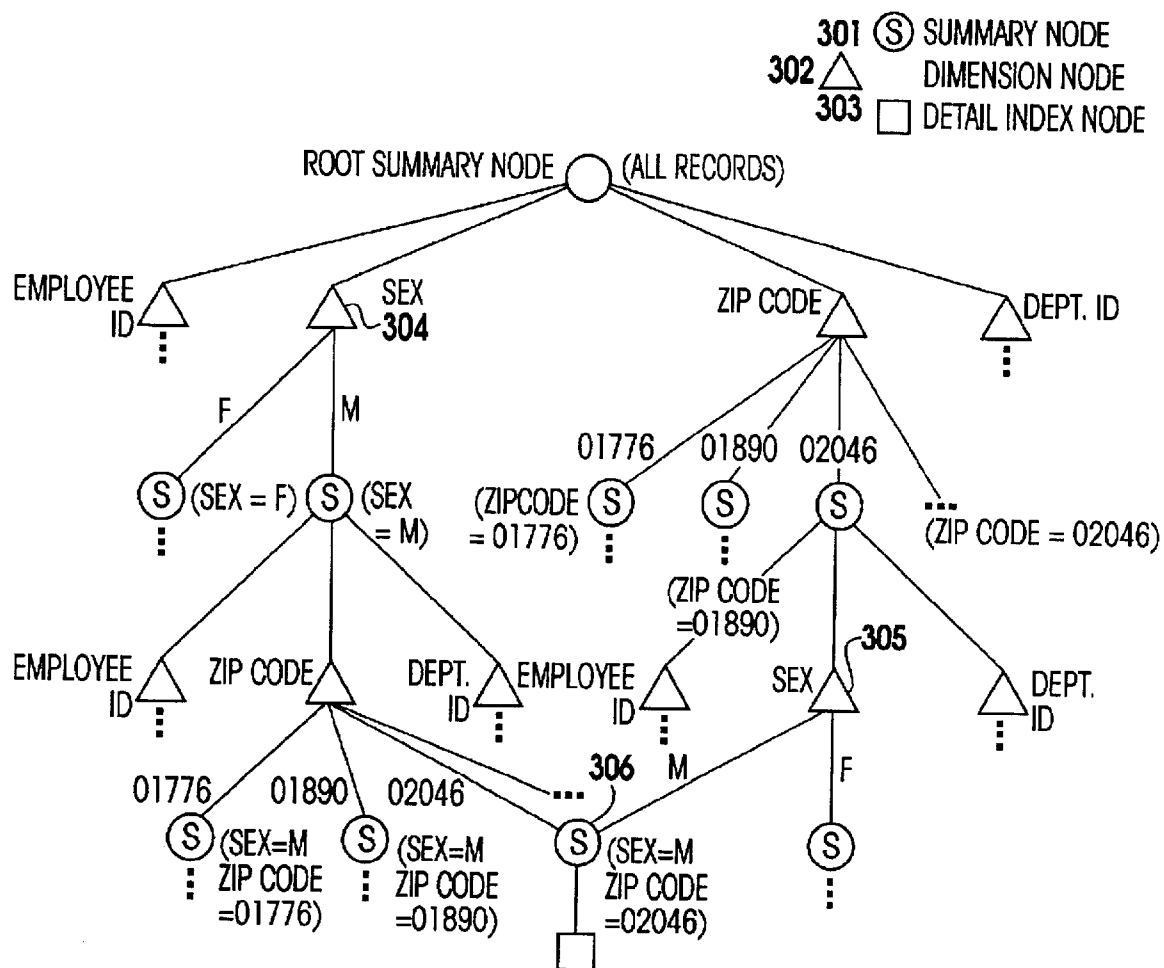 301 S SUMMARY NODE
302 DIMENSION NODE
303 DETAIL INDEX NODE
ROOT SUMMARY NODE (ALL RECORDS)
EMPLOYEE
ID
SEX
304
ZIP CODE
DEPT. ID
F
M
01776
01890
02046
S (SEX = F)
S (SEX
= M)
(ZIPCODE
= 01776)
S
S
S
(ZIP CODE = 02046)
(ZIP CODE
=01890)
EMPLOYEE
ID
ZIP CODE
DEPT.
ID
EMPLOYEE
ID
SEX
305
DEPT.
ID
01776
01890
02046
306
M
F
S (SEX=M
ZIP CODE
=01776)
S (SEX=M
ZIP CODE
=01890)
S (SEX=M
ZIP CODE
=02046)
S